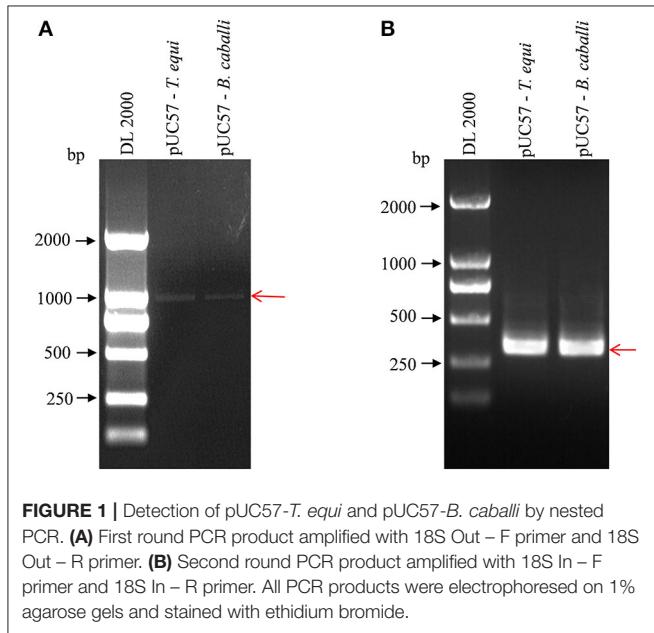 A
DL 2000
pUC57 - T. equi
pUC57 - B. caballi
bp
2000
1000
500
250
B
DL 2000
pUC57 - T. equi
pUC57 - B. caballi
bp
2000
1000
500
250
FIGURE 1 | Detection of pUC57-T. equi and pUC57-B. caballi by nested
PCR. (A) First round PCR product amplified with 18S Out – F primer and 18S
Out – R primer. (B) Second round PCR product amplified with 18S In – F
primer and 18S In – R primer. All PCR products were electrophoresed on 1%
agarose gels and stained with ethidium bromide.